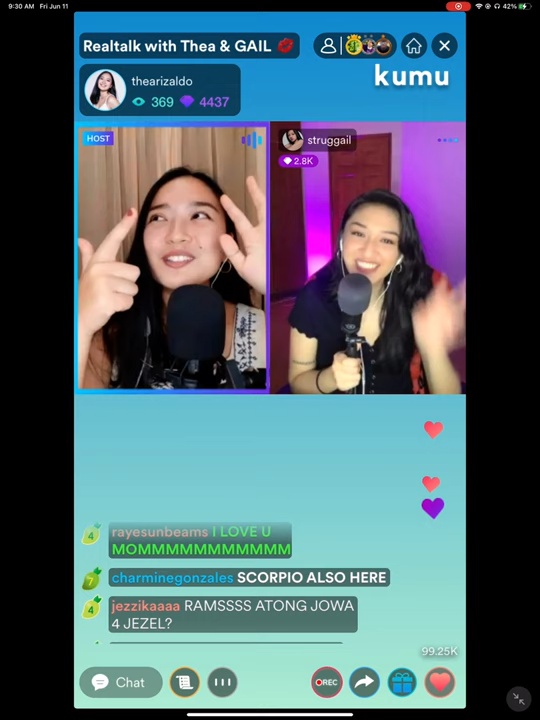 9:30 AM Fri Jun 11
42%
Realtalk with Thea & GAIL 💋
kumu
thearizaldo
369 4437
HOST
struggail
2.8K
4 rayesunbeams I LOVE U
MOMMMMMMMMMMM
7 charminegonzales SCORPIO ALSO HERE
4 jezzikaaaa RAMSSSS ATONG JOWA
4 JEZEL?
99.25K
Chat
REC